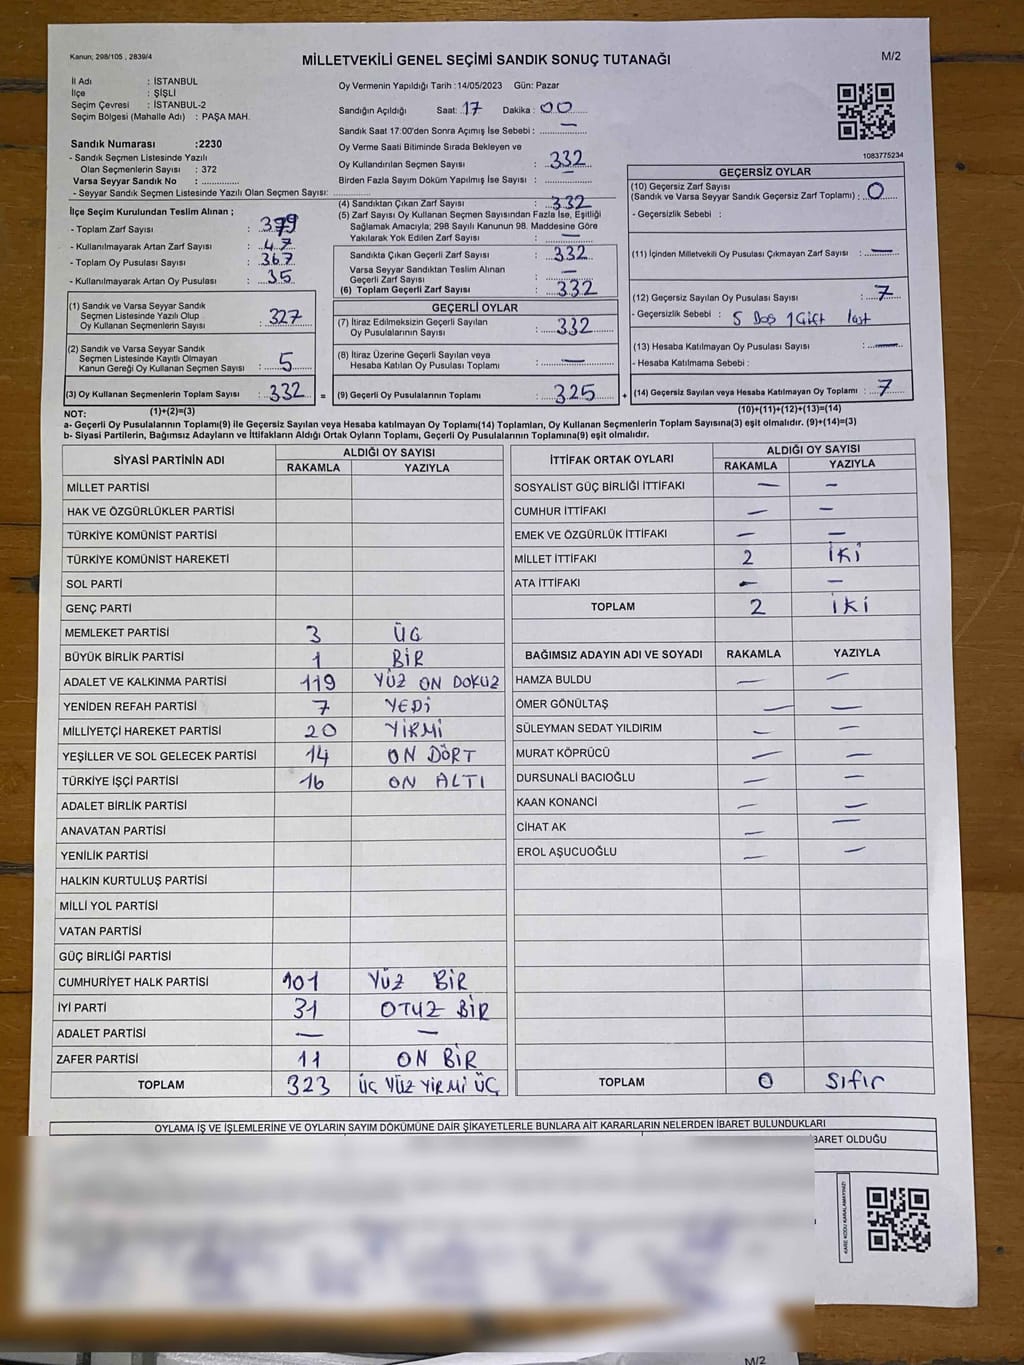 Kanun; 298/105 , 2839/4
MİLLETVEKİLİ GENEL SEÇİMİ SANDIK SONUÇ TUTANAĞI
M/2
İl Adı : İSTANBUL
İlçe : ŞİŞLİ
Seçim Çevresi : İSTANBUL-2
Seçim Bölgesi (Mahalle Adı) : PAŞA MAH.
Sandık Numarası :2230
- Sandık Seçmen Listesinde Yazılı
Olan Seçmenlerin Sayısı : 372
Varsa Seyyar Sandık No : ..............
- Seyyar Sandık Seçmen Listesinde Yazılı Olan Seçmen Sayısı: ..............
Oy Vermenin Yapıldığı Tarih :14/05/2023 Gün: Pazar
Sandığın Açıldığı Saat: 17 Dakika : 00
Sandık Saat 17:00'den Sonra Açımış İse Sebebi : —
Oy Verme Saati Bitiminde Sırada Bekleyen ve
Oy Kullandırılan Seçmen Sayısı : 332
Birden Fazla Sayım Döküm Yapılmış İse Sayısı : —
1083775234
İlçe Seçim Kurulundan Teslim Alınan ;
- Toplam Zarf Sayısı : 379
- Kullanılmayarak Artan Zarf Sayısı : 47
- Toplam Oy Pusulası Sayısı : 367
- Kullanılmayarak Artan Oy Pusulası : 35
(1) Sandık ve Varsa Seyyar Sandık
Seçmen Listesinde Yazılı Olup
Oy Kullanan Seçmenlerin Sayısı : 327
(2) Sandık ve Varsa Seyyar Sandık
Seçmen Listesinde Kayıtlı Olmayan
Kanun Gereği Oy Kullanan Seçmen Sayısı : 5
(3) Oy Kullanan Seçmenlerin Toplam Sayısı : 332 =
(4) Sandıktan Çıkan Zarf Sayısı : 332
(5) Zarf Sayısı Oy Kullanan Seçmen Sayısından Fazla İse, Eşitliği
Sağlamak Amacıyla; 298 Sayılı Kanunun 98. Maddesine Göre
Yakılarak Yok Edilen Zarf Sayısı : —
Sandıkta Çıkan Geçerli Zarf Sayısı : 332
Varsa Seyyar Sandıktan Teslim Alınan
Geçerli Zarf Sayısı : —
(6) Toplam Geçerli Zarf Sayısı : 332
GEÇERLİ OYLAR
(7) İtiraz Edilmeksizin Geçerli Sayılan
Oy Pusulalarının Sayısı : 332
(8) İtiraz Üzerine Geçerli Sayılan veya
Hesaba Katılan Oy Pusulası Toplamı : —
(9) Geçerli Oy Pusulalarının Toplamı : 325 +
GEÇERSİZ OYLAR
(10) Geçersiz Zarf Sayısı
(Sandık ve Varsa Seyyar Sandık Geçersiz Zarf Toplamı) : 0
- Geçersizlik Sebebi :
(11) İçinden Milletvekili Oy Pusulası Çıkmayan Zarf Sayısı : —
(12) Geçersiz Sayılan Oy Pusulası Sayısı : 7
- Geçersizlik Sebebi : 5 Boş 1 Gift
(13) Hesaba Katılmayan Oy Pusulası Sayısı : —
- Hesaba Katılmama Sebebi :
(14) Geçersiz Sayılan veya Hesaba Katılmayan Oy Toplamı : 7
NOT: (1)+(2)=(3)
(10)+(11)+(12)+(13)=(14)
a- Geçerli Oy Pusulalarının Toplamı(9) ile Geçersiz Sayılan veya Hesaba katılmayan Oy Toplamı(14) Toplamları, Oy Kullanan Seçmenlerin Toplam Sayısına(3) eşit olmalıdır. (9)+(14)=(3)
b- Siyasi Partilerin, Bağımsız Adayların ve İttifakların Aldığı Ortak Oyların Toplamı, Geçerli Oy Pusulalarının Toplamına(9) eşit olmalıdır.
SİYASİ PARTİNİN ADI ALDIĞI OY SAYISI
RAKAMLA YAZIYLA
MİLLET PARTİSİ
HAK VE ÖZGÜRLÜKLER PARTİSİ
TÜRKİYE KOMÜNİST PARTİSİ
TÜRKİYE KOMÜNİST HAREKETİ
SOL PARTİ
GENÇ PARTİ
MEMLEKET PARTİSİ 3 ÜG
BÜYÜK BİRLİK PARTİSİ 1 BİR
ADALET VE KALKINMA PARTİSİ 119 YÜZ ON DOKUZ
YENİDEN REFAH PARTİSİ 7 YEDİ
MİLLİYETÇİ HAREKET PARTİSİ 20 YİRMİ
YEŞİLLER VE SOL GELECEK PARTİSİ 14 ON DÖRT
TÜRKİYE İŞÇİ PARTİSİ 16 ON ALTI
ADALET BİRLİK PARTİSİ
ANAVATAN PARTİSİ
YENİLİK PARTİSİ
HALKIN KURTULUŞ PARTİSİ
MİLLİ YOL PARTİSİ
VATAN PARTİSİ
GÜÇ BİRLİĞİ PARTİSİ
CUMHURİYET HALK PARTİSİ 101 YÜZ BİR
İYİ PARTİ 31 OTUZ BİR
ADALET PARTİSİ — —
ZAFER PARTİSİ 11 ON BİR
TOPLAM 323 ÜÇ YÜZ YİRMİ ÜÇ
İTTİFAK ORTAK OYLARI ALDIĞI OY SAYISI
RAKAMLA YAZIYLA
SOSYALİST GÜÇ BİRLİĞİ İTTİFAKI — —
CUMHUR İTTİFAKI — —
EMEK VE ÖZGÜRLÜK İTTİFAKI — —
MİLLET İTTİFAKI 2 İKİ
ATA İTTİFAKI — —
TOPLAM 2 İKİ
BAĞIMSIZ ADAYIN ADI VE SOYADI RAKAMLA YAZIYLA
HAMZA BULDU — —
ÖMER GÖNÜLTAŞ — —
SÜLEYMAN SEDAT YILDIRIM — —
MURAT KÖPRÜCÜ — —
DURSUNALİ BACIOĞLU — —
KAAN KONANCİ — —
CİHAT AK — —
EROL AŞUCUOĞLU — —
TOPLAM 0 Sıfır
OYLAMA İŞ VE İŞLEMLERİNE VE OYLARIN SAYIM DÖKÜMÜNE DAİR ŞİKAYETLERLE BUNLARA AİT KARARLARIN NELERDEN İBARET BULUNDUKLARI
BARET OLDUĞU
KARE KODU KARALAMAYINIZ!
M/2